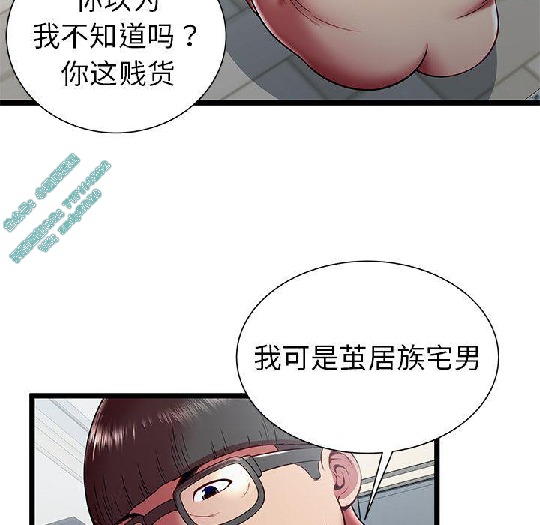 你以为
我不知道吗？
你这贱货
我可是茧居族宅男